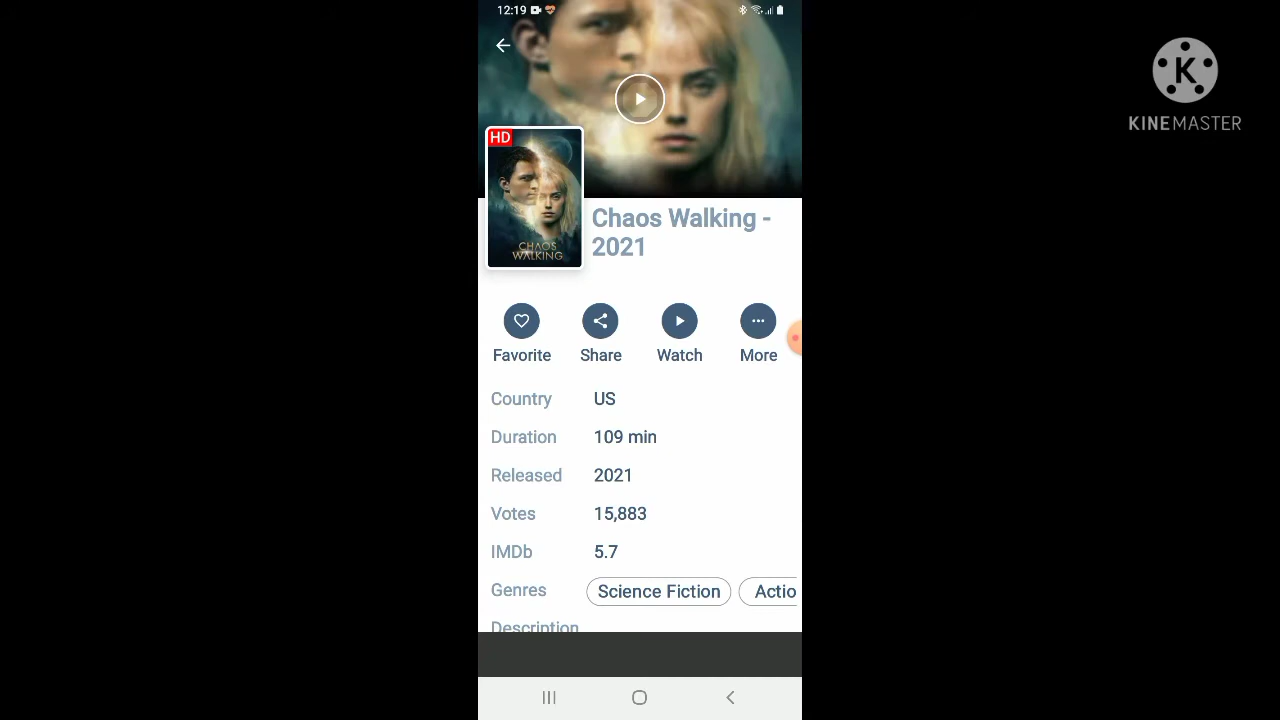 12:19
KINEMASTER
HD
CHAOS
WALKING
Chaos Walking -
2021
Favorite Share Watch More
Country US
Duration 109 min
Released 2021
Votes 15,883
IMDb 5.7
Genres Science Fiction Actio
Description